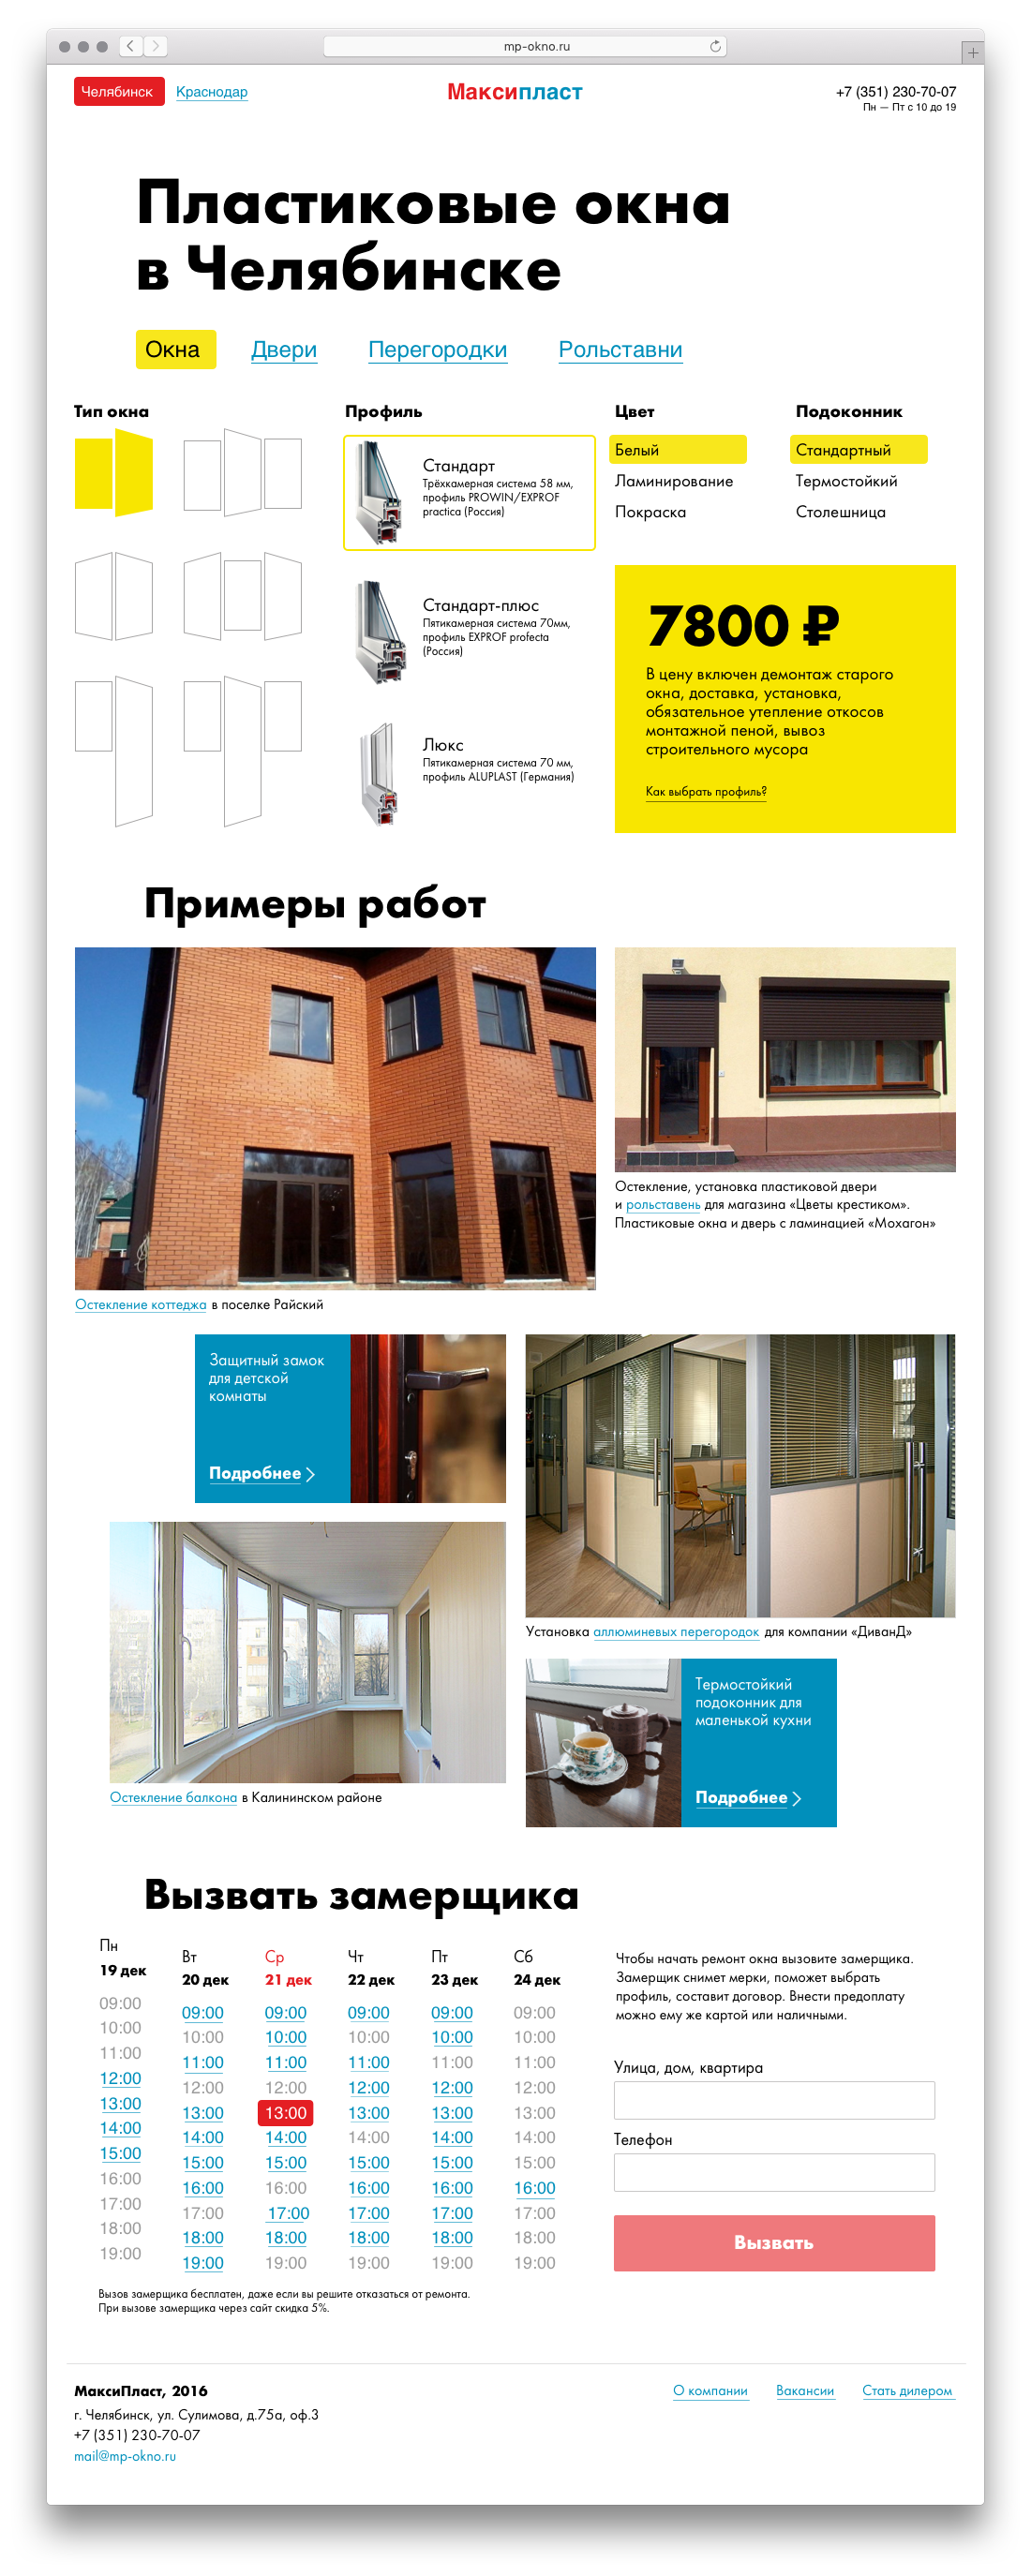 mp-okno.ru
Челябинск Краснодар
Максипласт
+7 (351) 230-70-07
Пн — Пт с 10 до 19
Пластиковые окна
в Челябинске
Окна Двери Перегородки Рольставни
Тип окна
Профиль
Стандарт
Трёхкамерная система 58 мм,
профиль PROWIN/EXPROF
practica (Россия)
Стандарт-плюс
Пятикамерная система 70мм,
профиль EXPROF profecta
(Россия)
Люкс
Пятикамерная система 70 мм,
профиль ALUPLAST (Германия)
Цвет
Белый
Ламинирование
Покраска
Подоконник
Стандартный
Термостойкий
Столешница
7800 ₽
В цену включен демонтаж старого
окна, доставка, установка,
обязательное утепление откосов
монтажной пеной, вывоз
строительного мусора
Как выбрать профиль?
Примеры работ
Остекление коттеджа в поселке Райский
Остекление, установка пластиковой двери
и рольставень для магазина «Цветы крестиком».
Пластиковые окна и дверь с ламинацией «Мохагон»
Защитный замок
для детской
комнаты
Подробнее
Установка аллюминевых перегородок для компании «ДиванД»
Остекление балкона в Калининском районе
Термостойкий
подоконник для
маленькой кухни
Подробнее
Вызвать замерщика
Пн
19 дек
09:00
10:00
11:00
12:00
13:00
14:00
15:00
16:00
17:00
18:00
19:00
Вт
20 дек
09:00
10:00
11:00
12:00
13:00
14:00
15:00
16:00
17:00
18:00
19:00
Ср
21 дек
09:00
10:00
11:00
12:00
13:00
14:00
15:00
16:00
17:00
18:00
19:00
Чт
22 дек
09:00
10:00
11:00
12:00
13:00
14:00
15:00
16:00
17:00
18:00
19:00
Пт
23 дек
09:00
10:00
11:00
12:00
13:00
14:00
15:00
16:00
17:00
18:00
19:00
Сб
24 дек
09:00
10:00
11:00
12:00
13:00
14:00
15:00
16:00
17:00
18:00
19:00
Вызов замерщика бесплатен, даже если вы решите отказаться от ремонта.
При вызове замерщика через сайт скидка 5%.
Чтобы начать ремонт окна вызовите замерщика.
Замерщик снимет мерки, поможет выбрать
профиль, составит договор. Внести предоплату
можно ему же картой или наличными.
Улица, дом, квартира
Телефон
Вызвать
МаксиПласт, 2016
г. Челябинск, ул. Сулимова, д.75а, оф.3
+7 (351) 230-70-07
mail@mp-okno.ru
О компании Вакансии Стать дилером